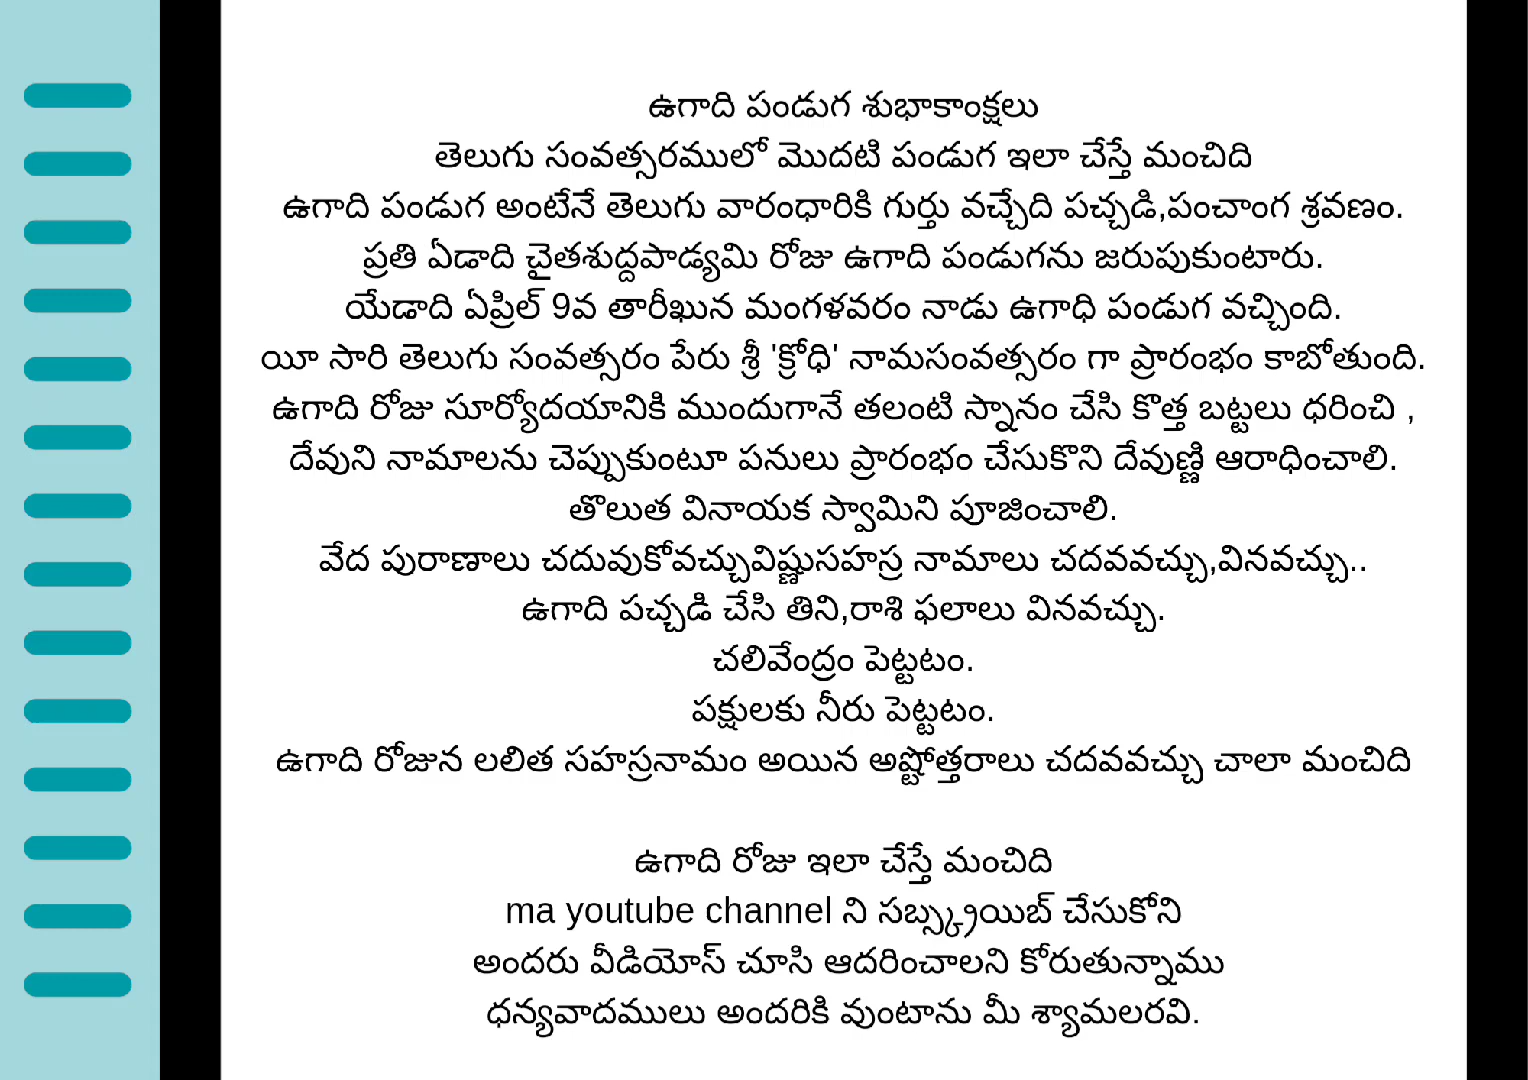 ఉగాది పండుగ శుభాకాంక్షలు
తెలుగు సంవత్సరములో మొదటి పండుగ ఇలా చేస్తే మంచిది
ఉగాది పండుగ అంటేనే తెలుగు వారంధారికి గుర్తు వచ్చేది పచ్చడి,పంచాంగ శ్రవణం.
ప్రతి ఏడాది చైతశుద్దపాడ్యమి రోజు ఉగాది పండుగను జరుపుకుంటారు.
యేడాది ఏప్రిల్ 9వ తారీఖున మంగళవరం నాడు ఉగాధి పండుగ వచ్చింది.
యీ సారి తెలుగు సంవత్సరం పేరు శ్రీ 'క్రోధి' నామసంవత్సరం గా ప్రారంభం కాబోతుంది.
ఉగాది రోజు సూర్యోదయానికి ముందుగానే తలంటి స్నానం చేసి కొత్త బట్టలు ధరించి ,
దేవుని నామాలను చెప్పుకుంటూ పనులు ప్రారంభం చేసుకొని దేవుణ్ణి ఆరాధించాలి.
తొలుత వినాయక స్వామిని పూజించాలి.
వేద పురాణాలు చదువుకోవచ్చువిష్ణుసహస్ర నామాలు చదవవచ్చు,వినవచ్చు..
ఉగాది పచ్చడి చేసి తిని,రాశి ఫలాలు వినవచ్చు.
చలివేంద్రం పెట్టటం.
పక్షులకు నీరు పెట్టటం.
ఉగాది రోజున లలిత సహస్రనామం అయిన అష్టోత్తరాలు చదవవచ్చు చాలా మంచిది
ఉగాది రోజు ఇలా చేస్తే మంచిది
ma youtube channel ని సబ్స్క్రయిబ్ చేసుకోని
అందరు వీడియోస్ చూసి ఆదరించాలని కోరుతున్నాము
ధన్యవాదములు అందరికి వుంటాను మీ శ్యామలరవి.